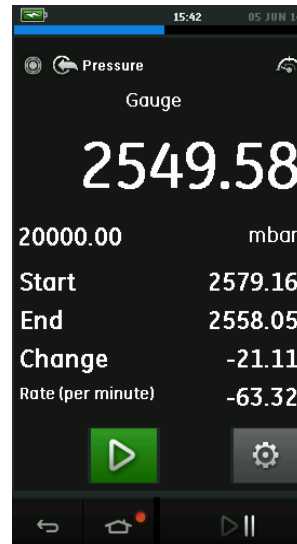 15:42 05 JUN 1
Pressure
Gauge
2549.58
20000.00 mbar
Start 2579.16
End 2558.05
Change -21.11
Rate (per minute) -63.32